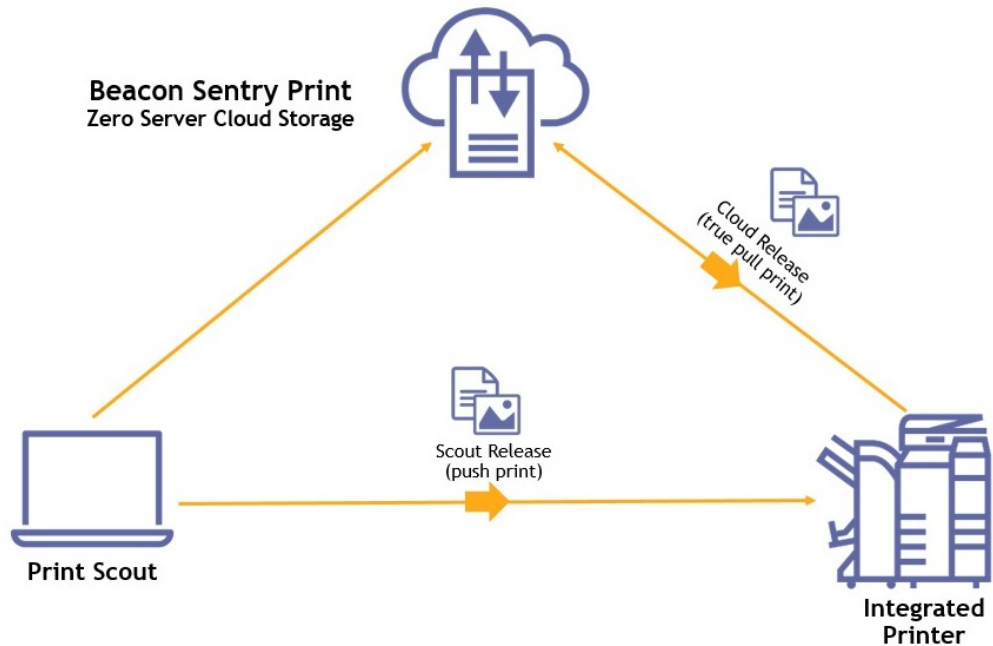 Beacon Sentry Print
Zero Server Cloud Storage
Cloud Release
(true pull print)
Scout Release
(push print)
Print Scout
Integrated
Printer